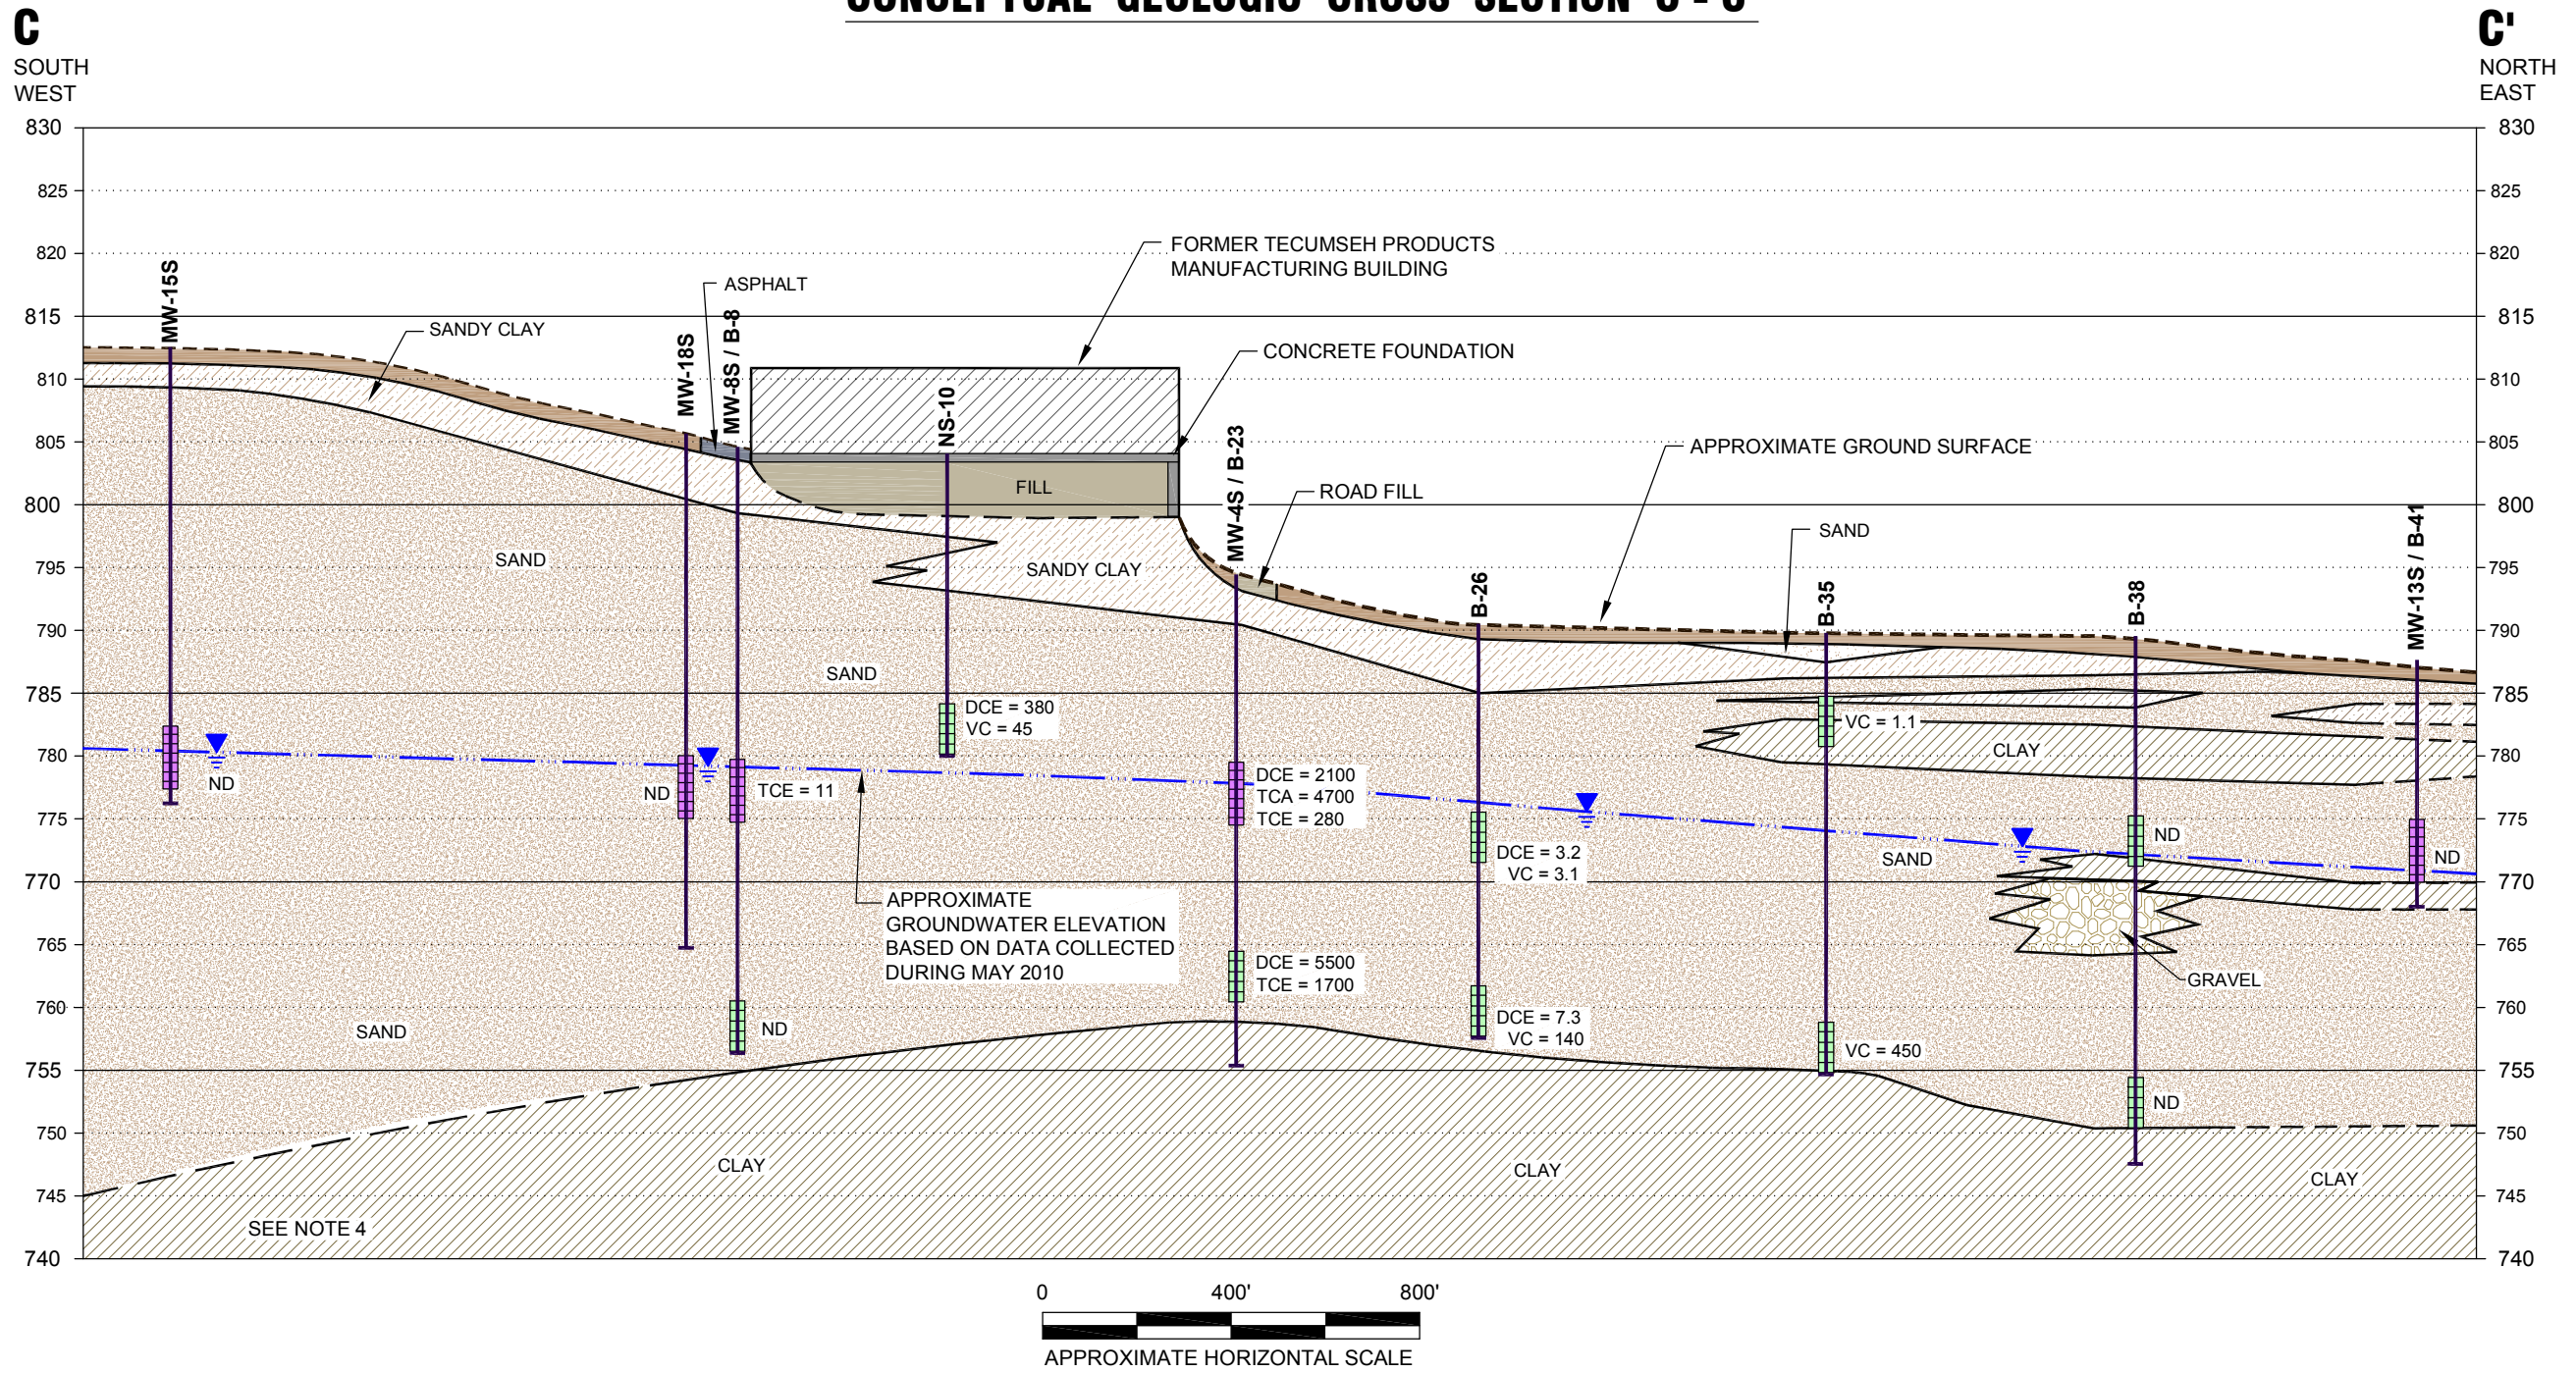 CONCEPTUAL GEOLOGIC CROSS SECTION C - C'
C
SOUTH
WEST
C'
NORTH
EAST
830
825
820
815
810
805
800
795
790
785
780
775
770
765
760
755
750
745
740
830
825
820
815
810
805
800
795
790
785
780
775
770
765
760
755
750
745
740
MW-15S
SANDY CLAY
MW-18S
MW-8S / B-8
ASPHALT
NS-10
FORMER TECUMSEH PRODUCTS
MANUFACTURING BUILDING
CONCRETE FOUNDATION
MW-4S / B-23
ROAD FILL
APPROXIMATE GROUND SURFACE
SAND
B-26
B-35
B-38
MW-13S / B-41
FILL
SAND
SANDY CLAY
SAND
DCE = 380
VC = 45
VC = 1.1
CLAY
ND
ND
TCE = 11
DCE = 2100
TCA = 4700
TCE = 280
DCE = 3.2
VC = 3.1
SAND
ND
ND
APPROXIMATE
GROUNDWATER ELEVATION
BASED ON DATA COLLECTED
DURING MAY 2010
DCE = 5500
TCE = 1700
GRAVEL
SAND
ND
DCE = 7.3
VC = 140
VC = 450
ND
CLAY
CLAY
CLAY
SEE NOTE 4
0
400'
800'
APPROXIMATE HORIZONTAL SCALE